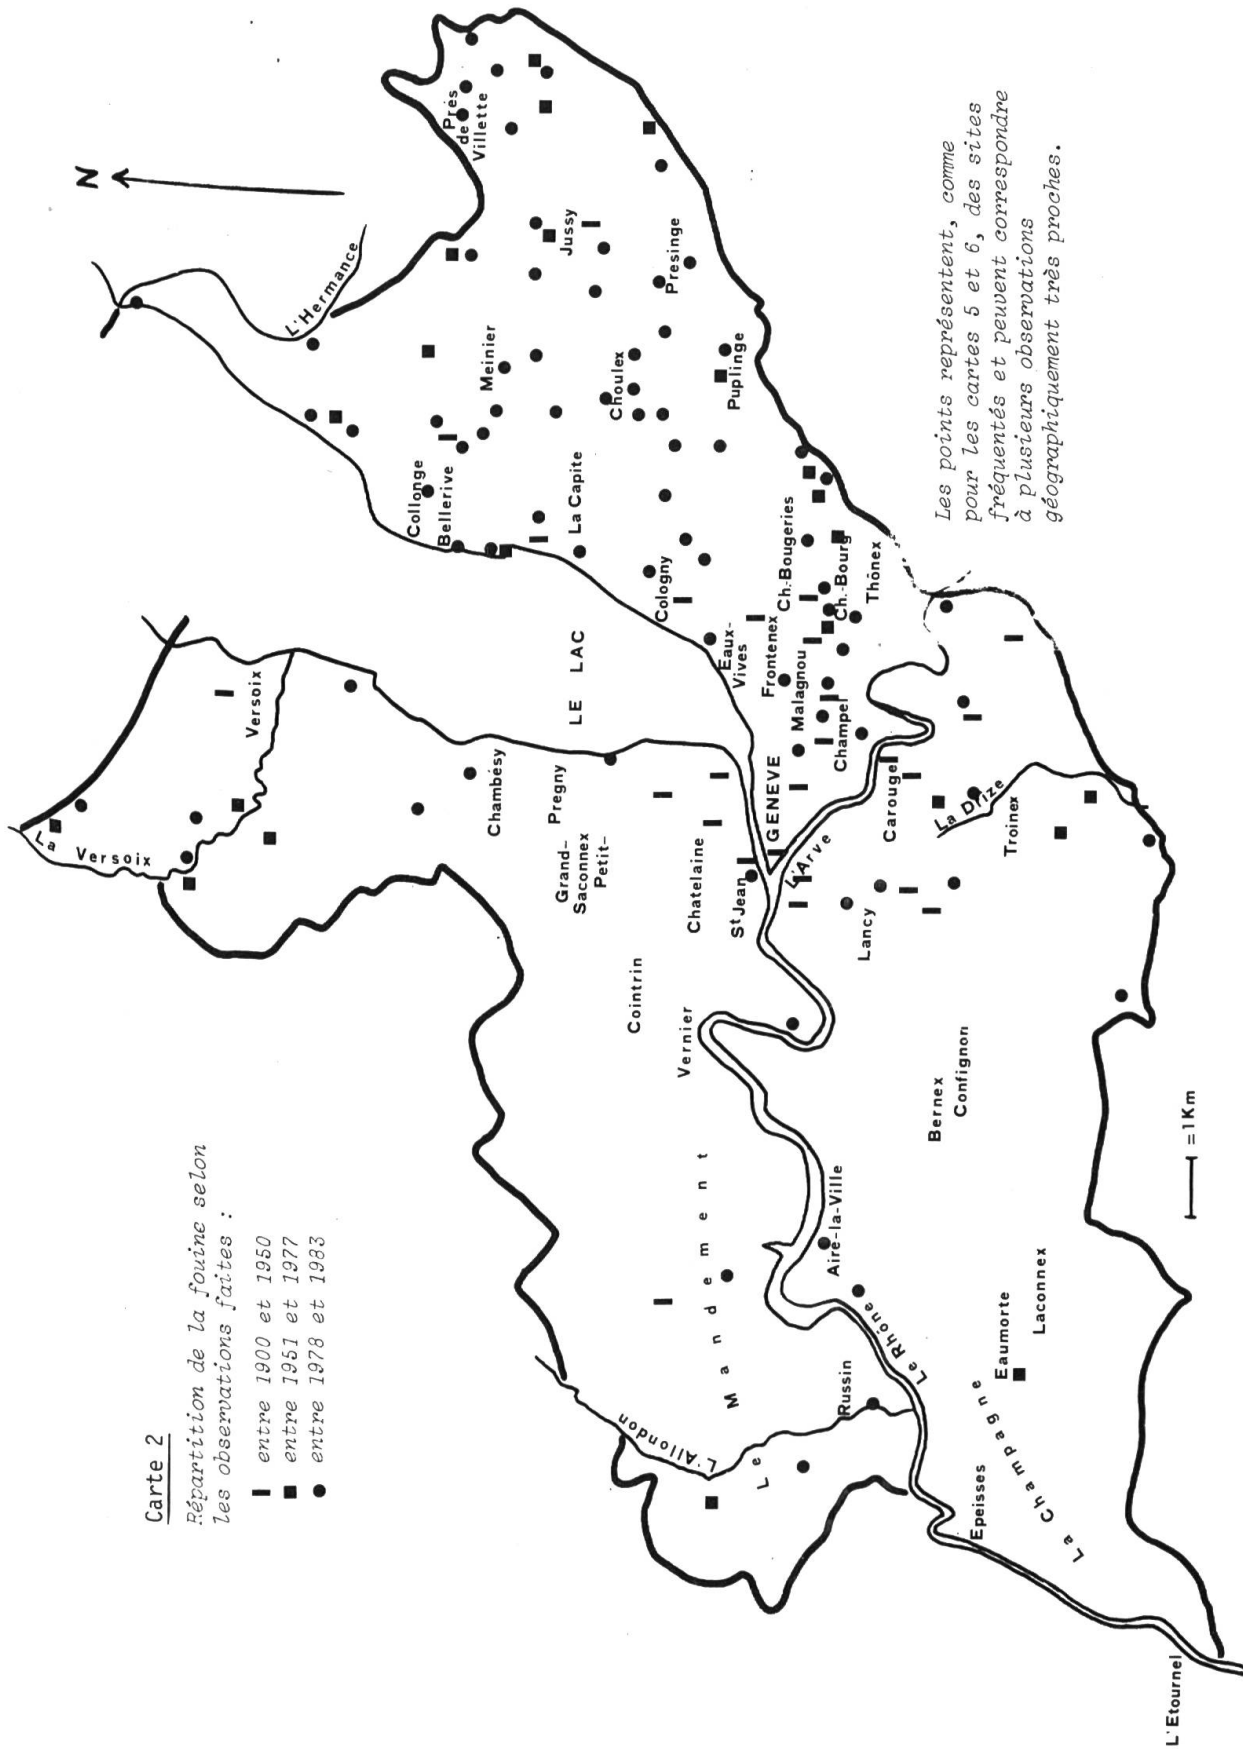 Carte 2
Répartition de la fouine selon
les observations faites :
entre 1900 et 1950
entre 1951 et 1977
entre 1978 et 1983
N
La Versoix
Versoix
L'Hermance
Près
de
Villette
Collonge
Bellerive
Meinier
Jussy
Chambésy
LE LAC
La Capite
Choulex
Presinge
Pregny
Grand-
Saconnex
Petit-
Cologny
Puplinge
Cointrin
Chatelaine
Eaux-
Vives
Frontenex
Ch.-Bougeries
Vernier
St Jean
GENEVE
Malagnou
Ch.-Bourg
Champel
Thônex
L'Arve
Le Mandement
L'Allondon
Russin
Aire-la-Ville
Le Rhône
Lancy
Carouge
La Drize
Troinex
Bernex
Confignon
Epeisses
La Champagne
Eaumorte
Laconnex
L'Etournel
=1Km
Les points représentent, comme
pour les cartes 5 et 6, des sites
fréquentés et peuvent correspondre
à plusieurs observations
géographiquement très proches.